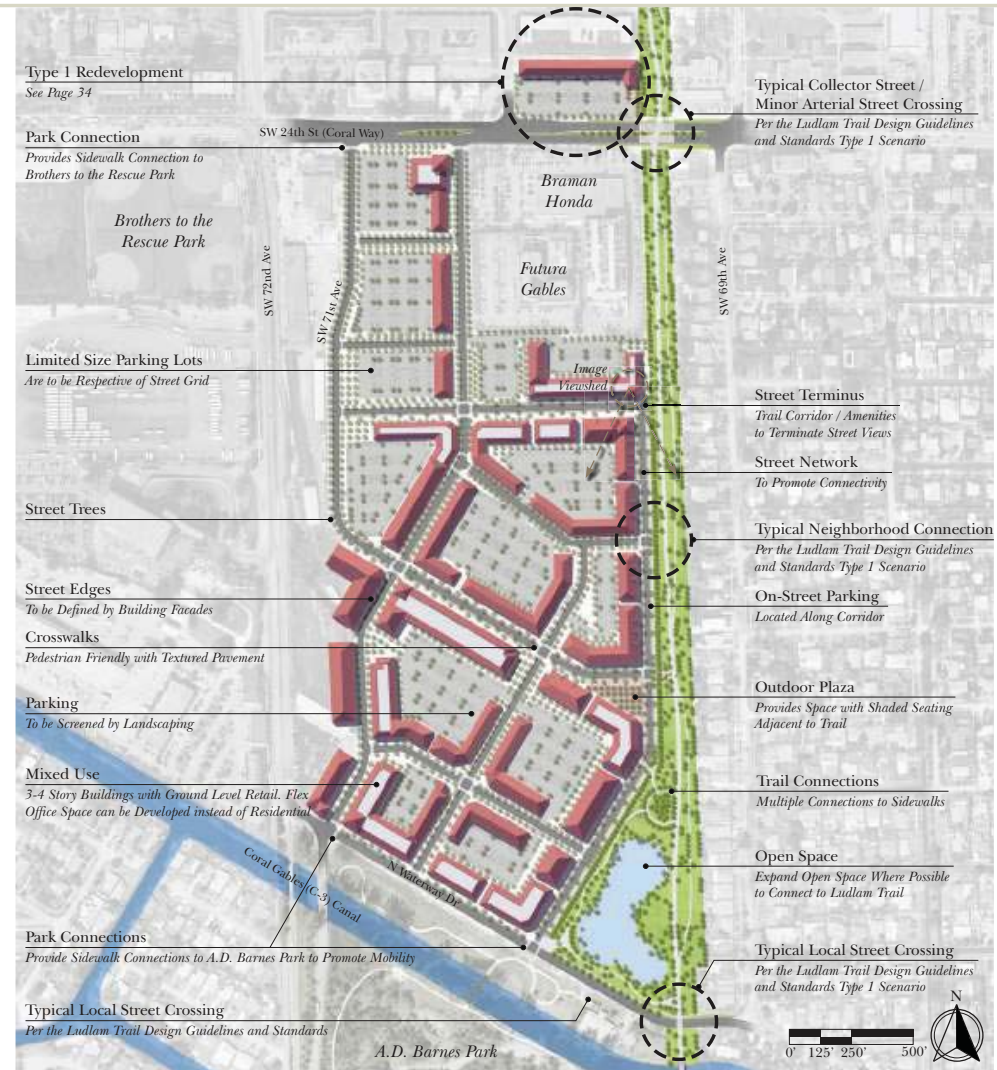 Type 1 Redevelopment
See Page 34
Park Connection
Provides Sidewalk Connection to
Brothers to the Rescue Park
Brothers to the
Rescue Park
Limited Size Parking Lots
Are to be Respective of Street Grid
Street Trees
Street Edges
To be Defined by Building Facades
Crosswalks
Pedestrian Friendly with Textured Pavement
Parking
To be Screened by Landscaping
Mixed Use
3-4 Story Buildings with Ground Level Retail. Flex
Office Space can be Developed instead of Residential
Park Connections
Provide Sidewalk Connections to A.D. Barnes Park to Promote Mobility
Typical Local Street Crossing
Per the Ludlam Trail Design Guidelines and Standards
SW 24th St (Coral Way)
SW 72nd Ave
SW 71st Ave
Braman
Honda
Futura
Gables
Image
Viewshed
SW 69th Ave
N Waterway Dr
Coral Gables (C-3) Canal
A.D. Barnes Park
Typical Collector Street /
Minor Arterial Street Crossing
Per the Ludlam Trail Design Guidelines
and Standards Type 1 Scenario
Street Terminus
Trail Corridor / Amenities
to Terminate Street Views
Street Network
To Promote Connectivity
Typical Neighborhood Connection
Per the Ludlam Trail Design Guidelines
and Standards Type 1 Scenario
On-Street Parking
Located Along Corridor
Outdoor Plaza
Provides Space with Shaded Seating
Adjacent to Trail
Trail Connections
Multiple Connections to Sidewalks
Open Space
Expand Open Space Where Possible
to Connect to Ludlam Trail
Typical Local Street Crossing
Per the Ludlam Trail Design Guidelines
and Standards Type 1 Scenario
N
0' 125' 250' 500'